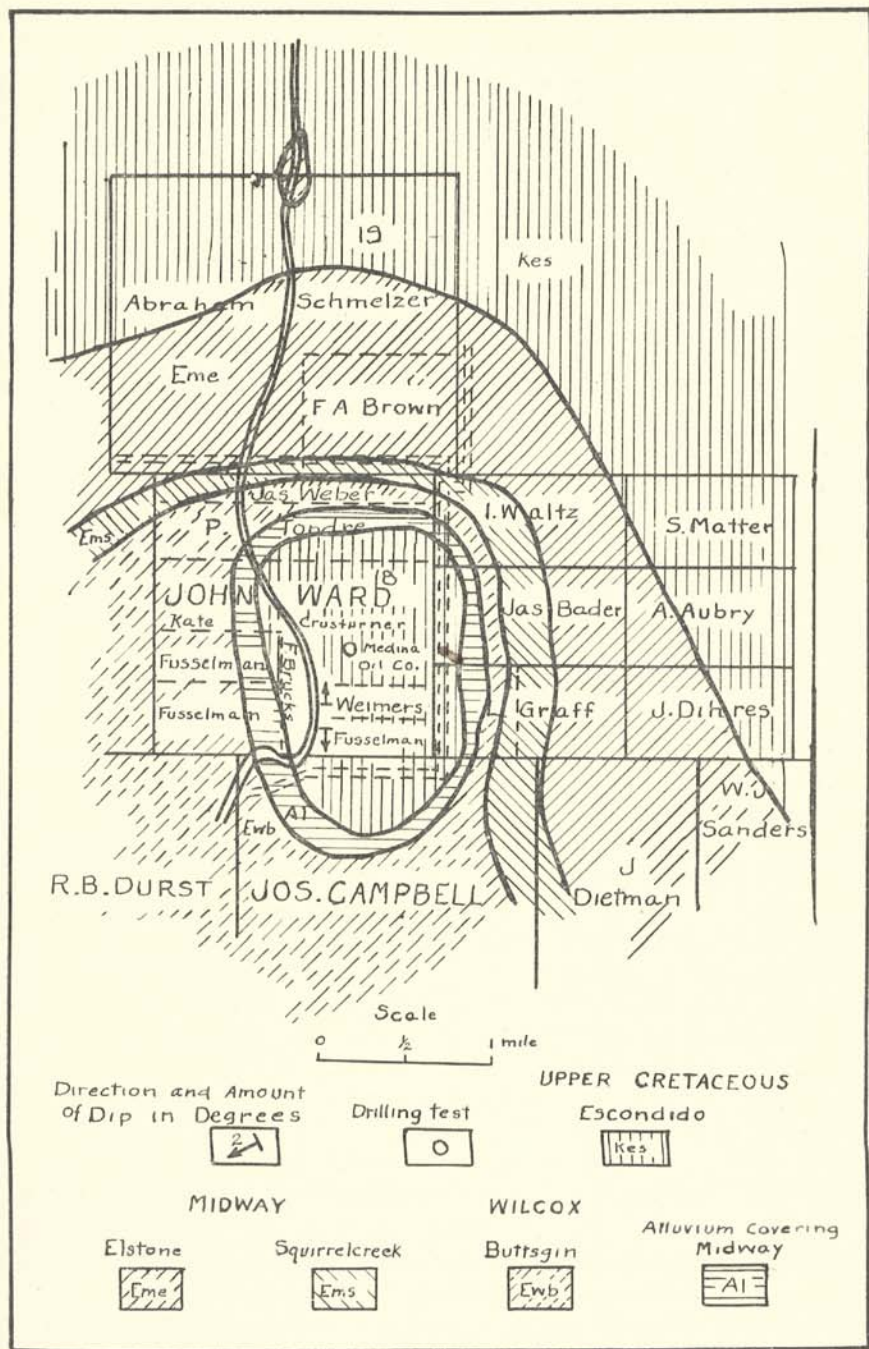 19
Kes
Abraham Schmelzer
Eme
F A Brown
Jas Weber
I. Waltz
S. Matter
Ems
P
Tondre
B
JOHN WARD
Jas Bader
A. Aubry
Kate
Crusturner
Medina
Oil Co.
Fusselman
F. Brucks
Weimers
Graff
J. Dihres
Fusselman
Fusselman
W. J
Sanders
Al
Ewb
J
Dietman
R.B. DURST
JOS. CAMPBELL
Scale
0 ½ 1 mile
UPPER CRETACEOUS
Direction and Amount
of Dip in Degrees
Drilling test
Escondido
2
Kes
MIDWAY
WILCOX
Alluvium Covering
Midway
Elstone
Squirrelcreek
Buttsgin
Eme
Ems
Ewb
Al